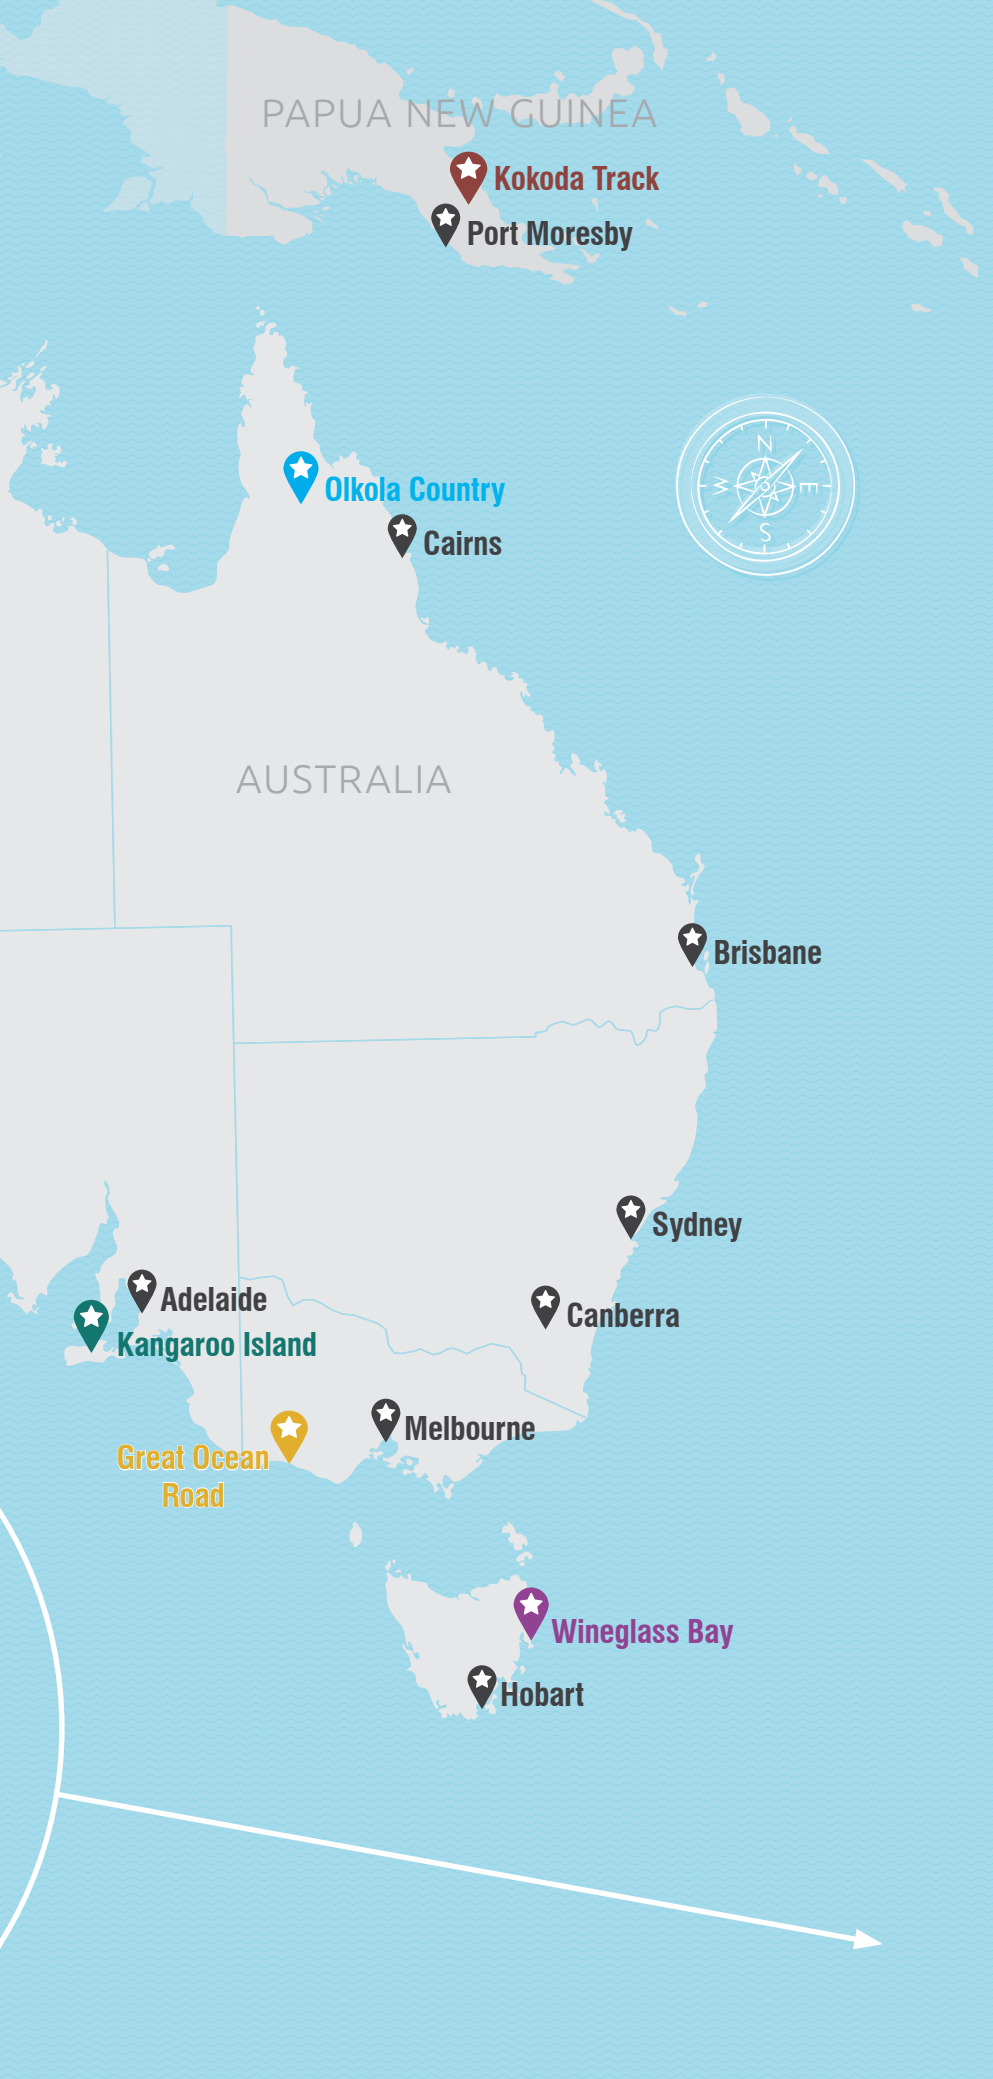 PAPUA NEW GUINEA
Kokoda Track
Port Moresby
N
W
E
S
Olkola Country
Cairns
AUSTRALIA
Brisbane
Sydney
Adelaide
Canberra
Kangaroo Island
Melbourne
Great Ocean
Road
Wineglass Bay
Hobart